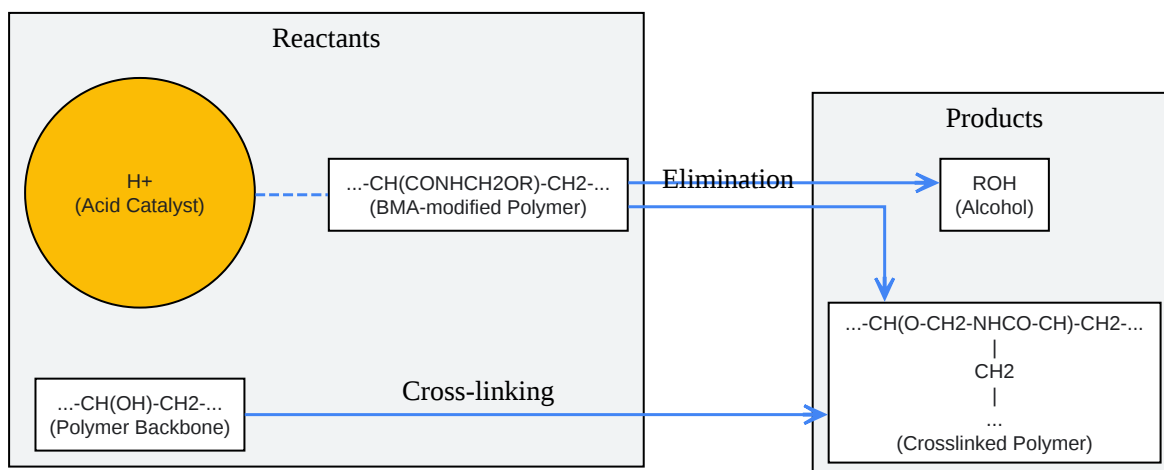 Reactants
H+
(Acid Catalyst)
...-CH(CONHCH2OR)-CH2-...
(BMA-modified Polymer)
Elimination
...-CH(OH)-CH2-...
(Polymer Backbone)
Cross-linking
Products
ROH
(Alcohol)
...-CH(O-CH2-NHCO-CH)-CH2-...
|
CH2
|
...
(Crosslinked Polymer)